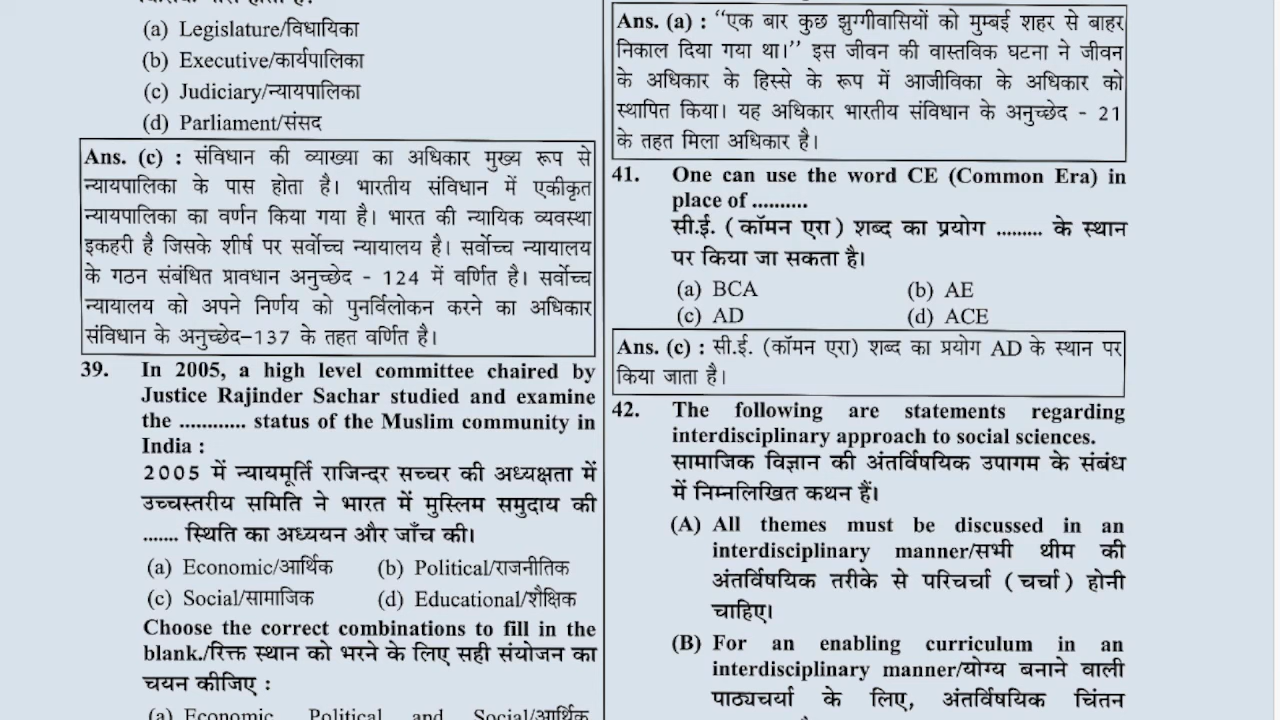 (a) Legislature/विधायिका
(b) Executive/कार्यपालिका
(c) Judiciary/न्यायपालिका
(d) Parliament/संसद
Ans. (c) : संविधान की व्याख्या का अधिकार मुख्य रूप से
न्यायपालिका के पास होता है। भारतीय संविधान में एकीकृत
न्यायपालिका का वर्णन किया गया है। भारत की न्यायिक व्यवस्था
इकहरी है जिसके शीर्ष पर सर्वोच्च न्यायालय है। सर्वोच्च न्यायालय
के गठन संबंधित प्रावधान अनुच्छेद - 124 में वर्णित है। सर्वोच्च
न्यायालय को अपने निर्णय को पुनर्विलोकन करने का अधिकार
संविधान के अनुच्छेद–137 के तहत वर्णित है।
39. In 2005, a high level committee chaired by
Justice Rajinder Sachar studied and examine
the ............ status of the Muslim community in
India :
2005 में न्यायमूर्ति राजिन्दर सच्चर की अध्यक्षता में
उच्चस्तरीय समिति ने भारत में मुस्लिम समुदाय की
....... स्थिति का अध्ययन और जाँच की।
(a) Economic/आर्थिक (b) Political/राजनीतिक
(c) Social/सामाजिक (d) Educational/शैक्षिक
Choose the correct combinations to fill in the
blank./रिक्त स्थान को भरने के लिए सही संयोजन का
चयन कीजिए :
(a) Economic, Political and Social/आर्थिक
Ans. (a) : ‘‘एक बार कुछ झुग्गीवासियों को मुम्बई शहर से बाहर
निकाल दिया गया था।’’ इस जीवन की वास्तविक घटना ने जीवन
के अधिकार के हिस्से के रूप में आजीविका के अधिकार को
स्थापित किया। यह अधिकार भारतीय संविधान के अनुच्छेद - 21
के तहत मिला अधिकार है।
41. One can use the word CE (Common Era) in
place of ..........
सी.ई. (कॉमन एरा) शब्द का प्रयोग ......... के स्थान
पर किया जा सकता है।
(a) BCA (b) AE
(c) AD (d) ACE
Ans. (c) : सी.ई. (कॉमन एरा) शब्द का प्रयोग AD के स्थान पर
किया जाता है।
42. The following are statements regarding
interdisciplinary approach to social sciences.
सामाजिक विज्ञान की अंतर्विषयिक उपागम के संबंध
में निम्नलिखित कथन हैं।
(A) All themes must be discussed in an
interdisciplinary manner/सभी थीम की
अंतर्विषयिक तरीके से परिचर्चा (चर्चा) होनी
चाहिए।
(B) For an enabling curriculum in an
interdisciplinary manner/योग्य बनाने वाली
पाठ्यचर्या के लिए, अंतर्विषयिक चिंतन